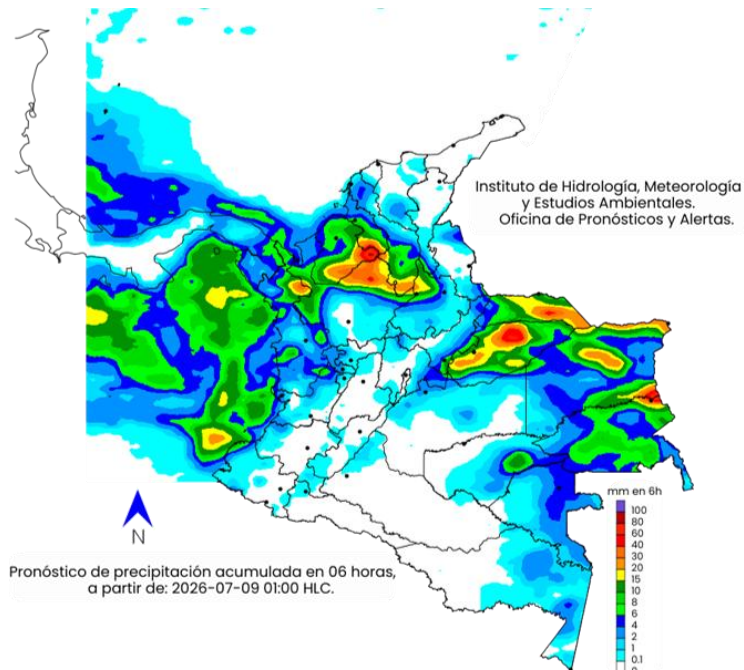 Instituto de Hidrología, Meteorología
y Estudios Ambientales.
Oficina de Pronósticos y Alertas.
N
Pronóstico de precipitación acumulada en 06 horas,
a partir de: 2026-07-09 01:00 HLC.
mm en 6h
100
80
60
40
30
20
15
10
8
6
4
2
1
0.1
0